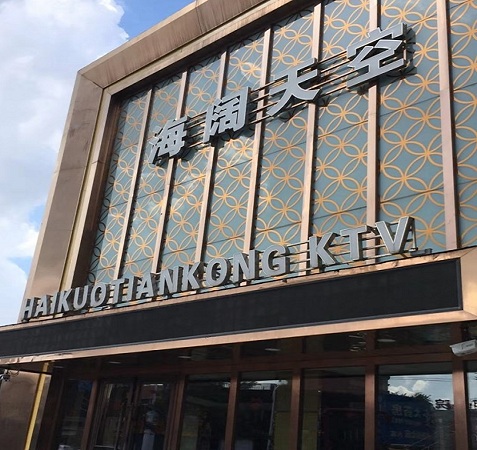 海阔天空
HAIKUOTIANKONG KTV